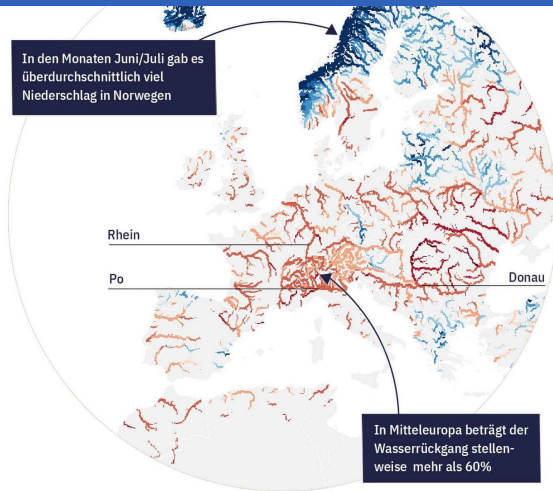 In den Monaten Juni/Juli gab es
überdurchschnittlich viel
Niederschlag in Norwegen
Rhein
Po
Donau
In Mitteleuropa beträgt der
Wasserrückgang stellen-
weise mehr als 60%